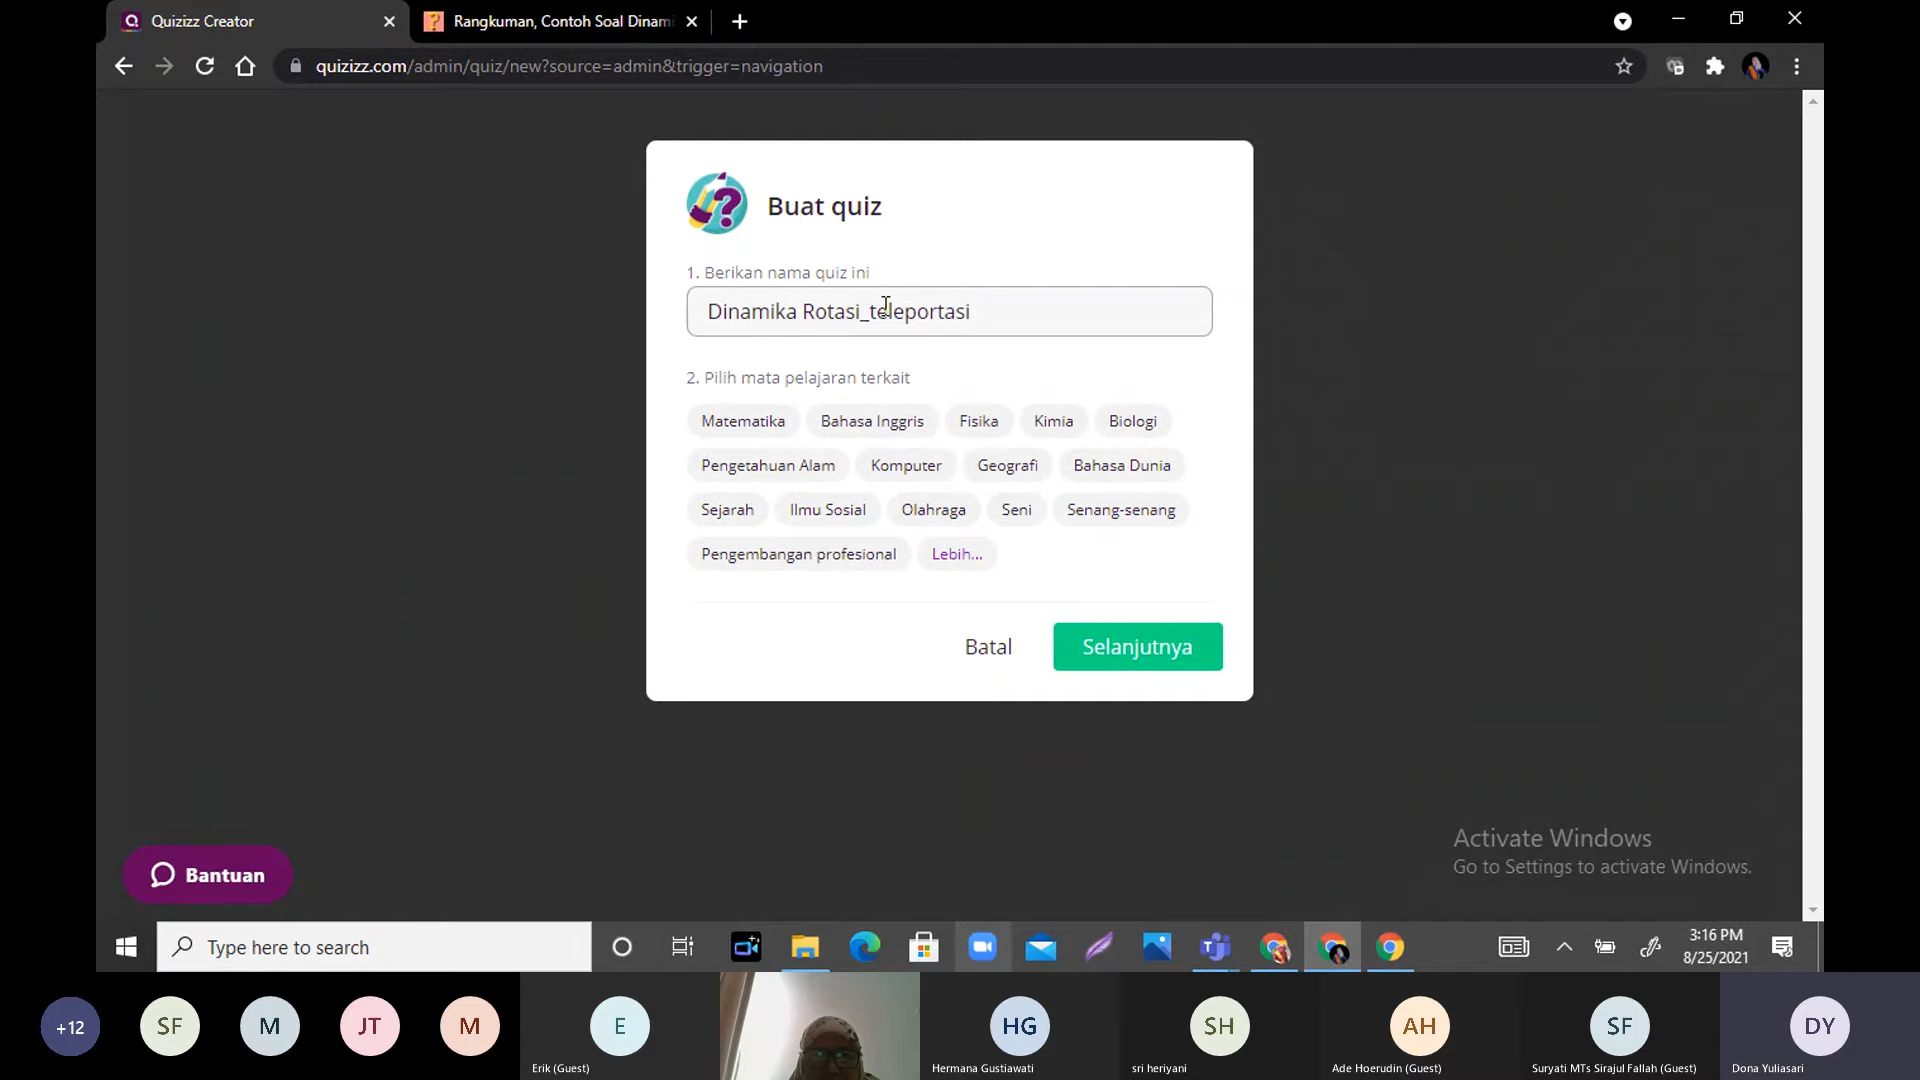 Quizizz Creator
Rangkuman, Contoh Soal Dinami
quizizz.com/admin/quiz/new?source=admin&trigger=navigation
Buat quiz
1. Berikan nama quiz ini
Dinamika Rotasi_teleportasi
2. Pilih mata pelajaran terkait
Matematika Bahasa Inggris Fisika Kimia Biologi
Pengetahuan Alam Komputer Geografi Bahasa Dunia
Sejarah Ilmu Sosial Olahraga Seni Senang-senang
Pengembangan profesional Lebih...
Batal Selanjutnya
Activate Windows
Go to Settings to activate Windows.
Bantuan
Type here to search
3:16 PM
8/25/2021
+12 SF M JT M E HG SH AH SF DY
Erik (Guest) Hermana Gustiawati sri heriyani Ade Hoerudin (Guest) Suryati MTs Sirajul Fallah (Guest) Dona Yuliasari